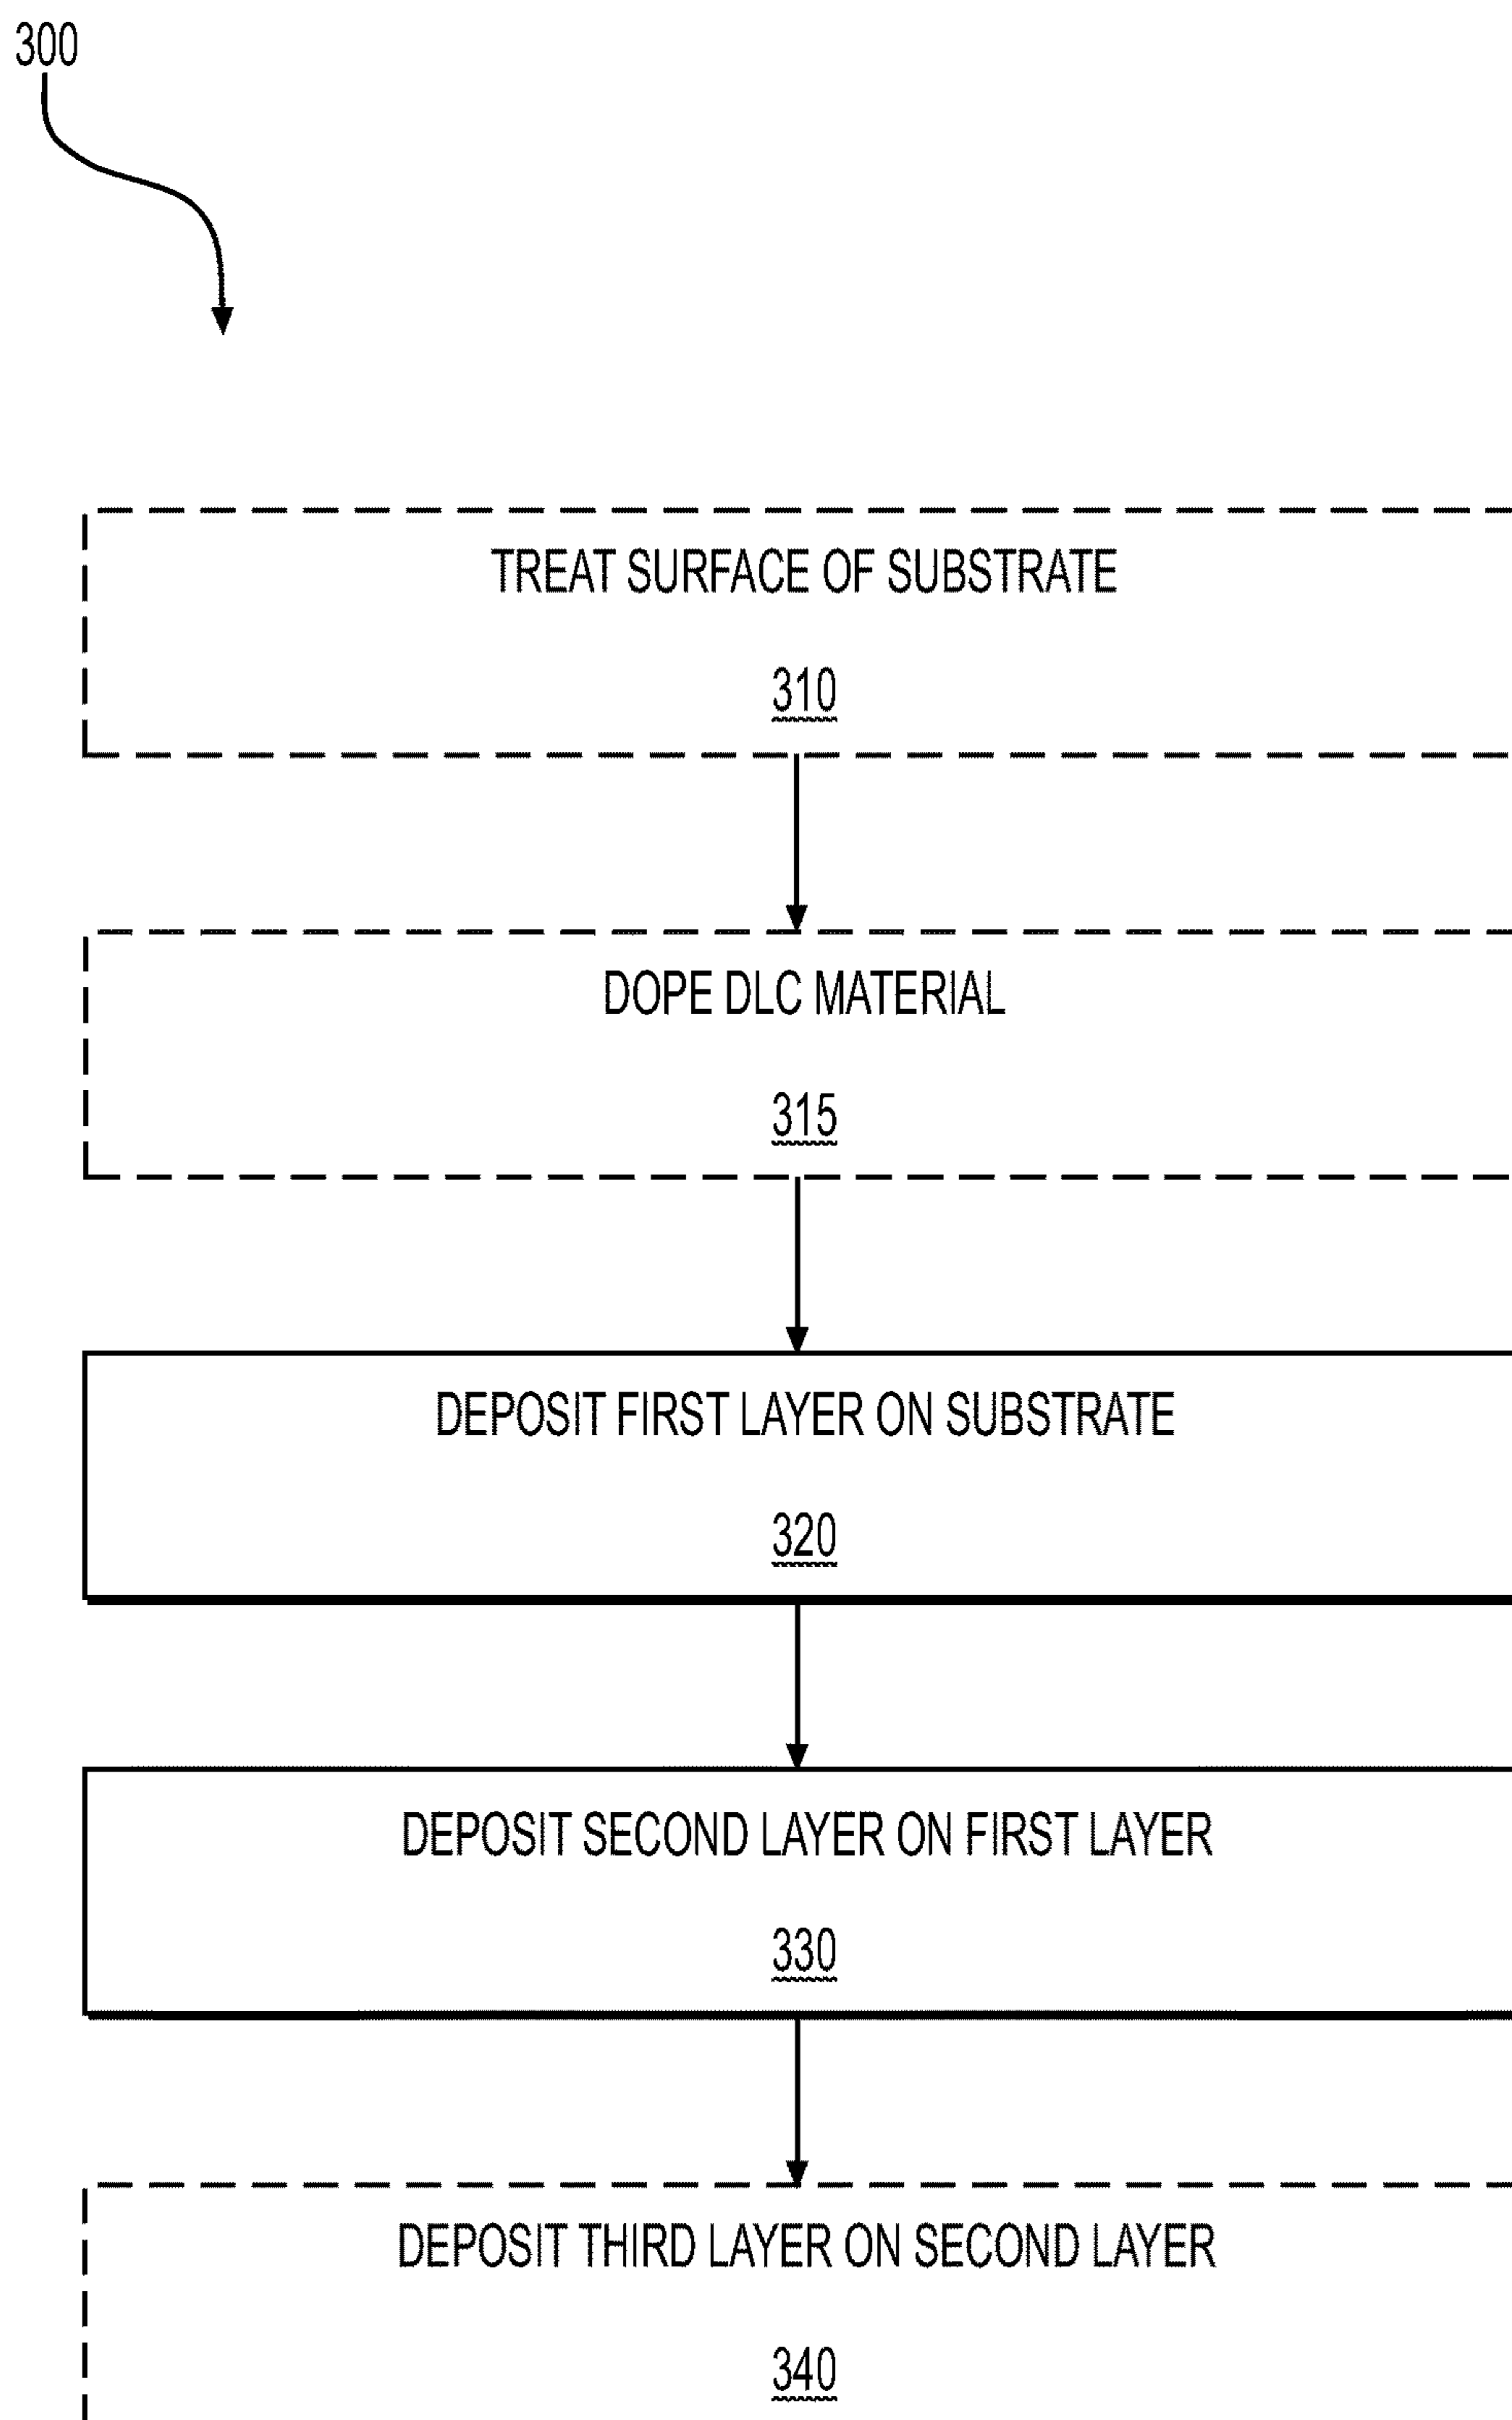 300
TREAT SURFACE OF SUBSTRATE
310
DOPE DLC MATERIAL
315
DEPOSIT FIRST LAYER ON SUBSTRATE
320
DEPOSIT SECOND LAYER ON FIRST LAYER
330
DEPOSIT THIRD LAYER ON SECOND LAYER
340